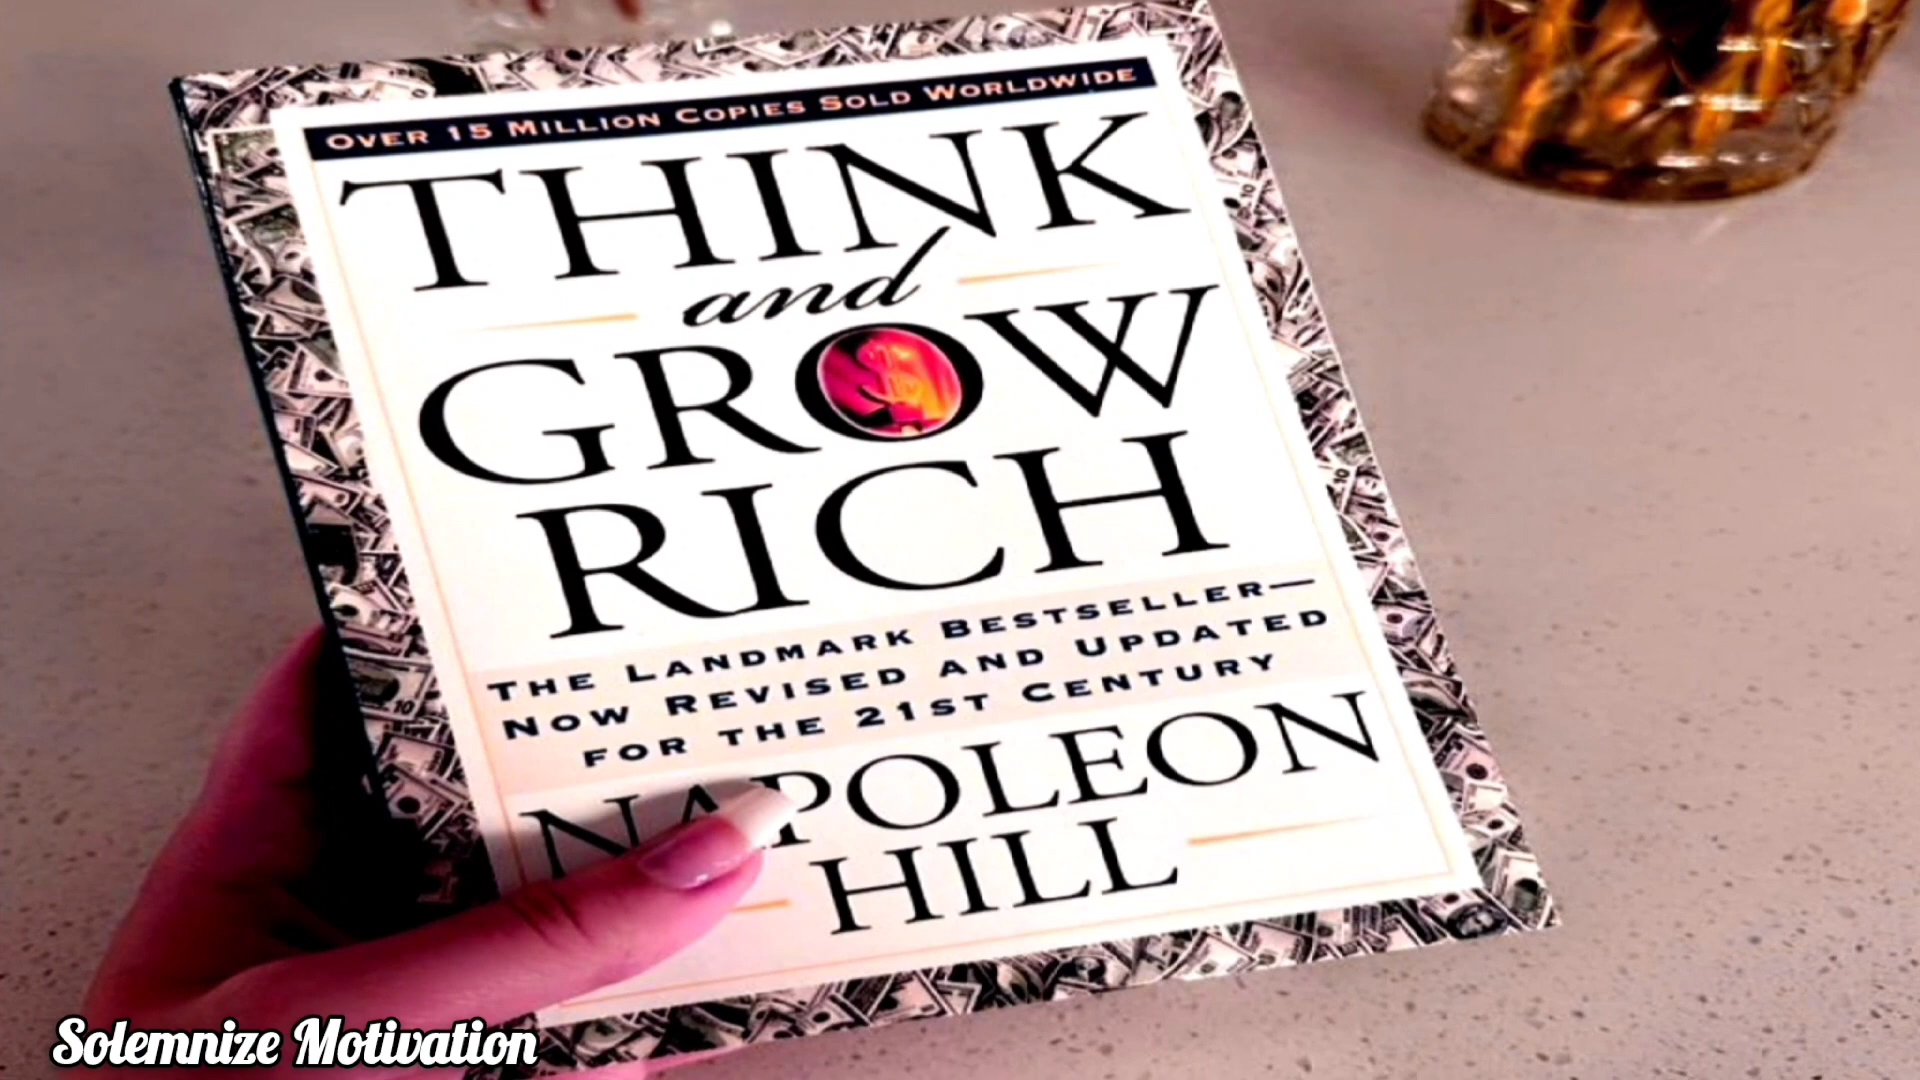 OVER 15 MILLION COPIES SOLD WORLDWIDE
THINK
and
GROW
RICH
THE LANDMARK BESTSELLER—
NOW REVISED AND UPDATED
FOR THE 21ST CENTURY
NAPOLEON
HILL
Solemnize Motivation